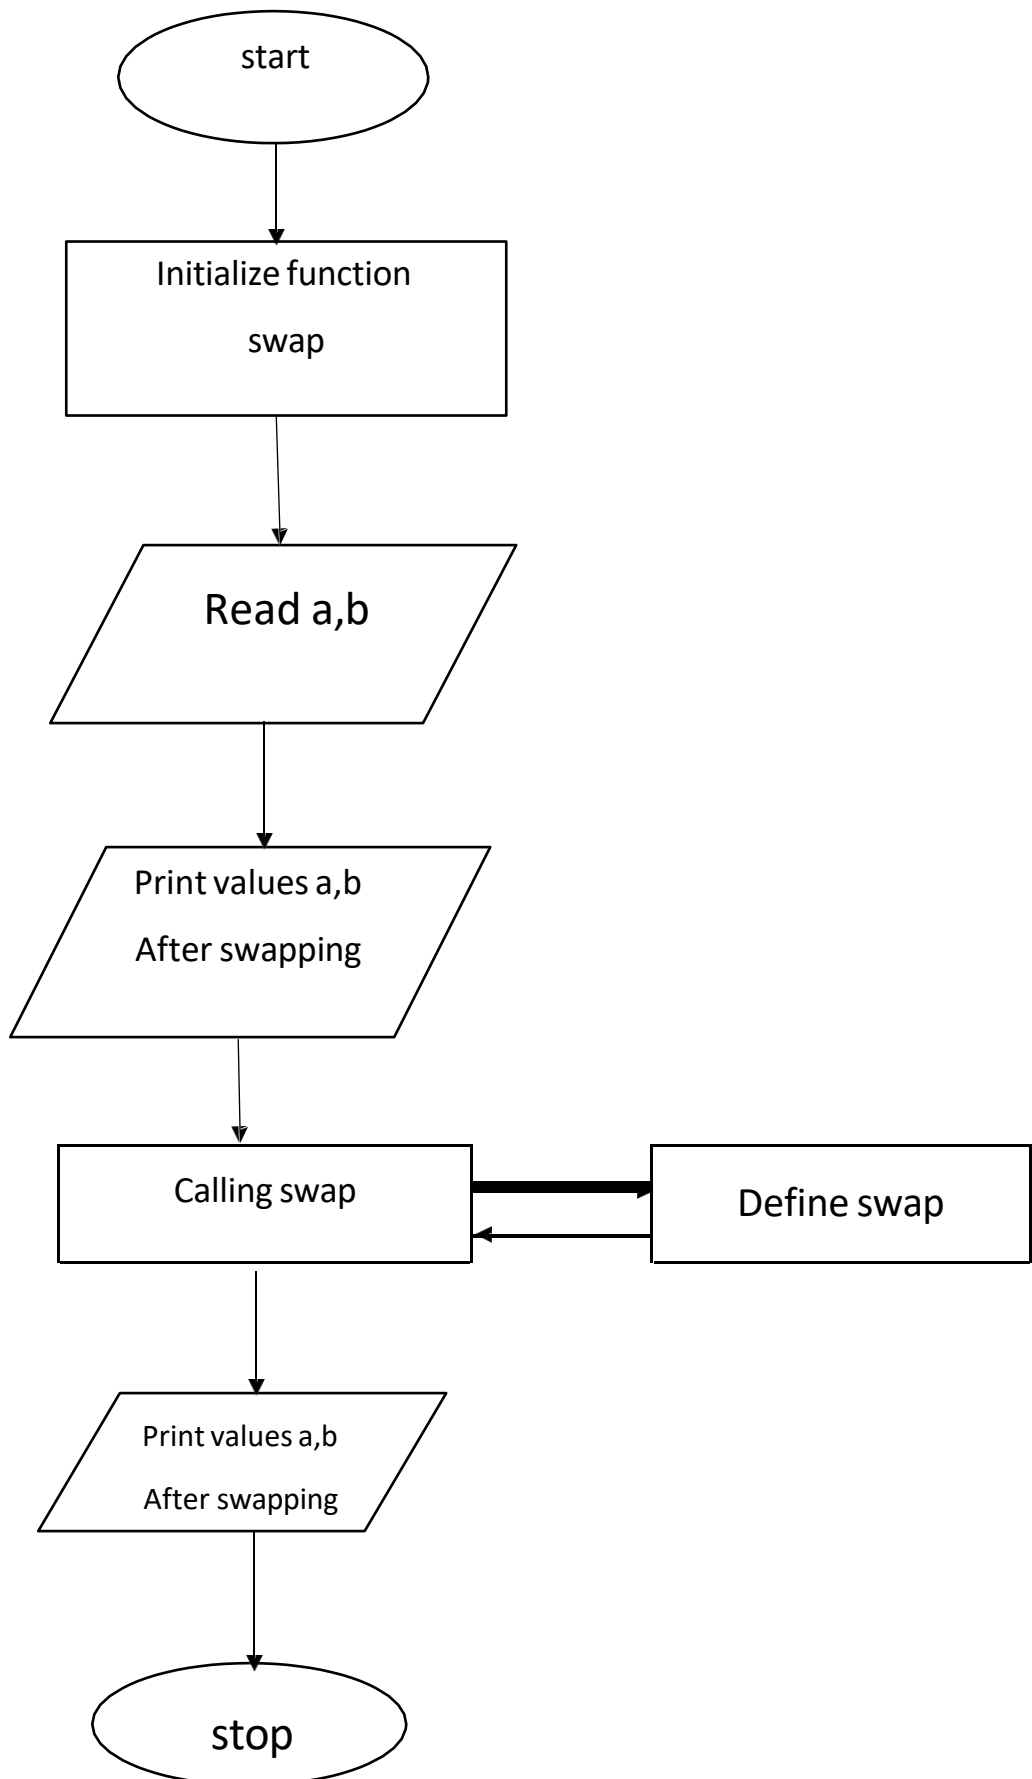 start
Initialize function
swap
Read a,b
Print values a,b
After swapping
Calling swap
Define swap
Print values a,b
After swapping
stop